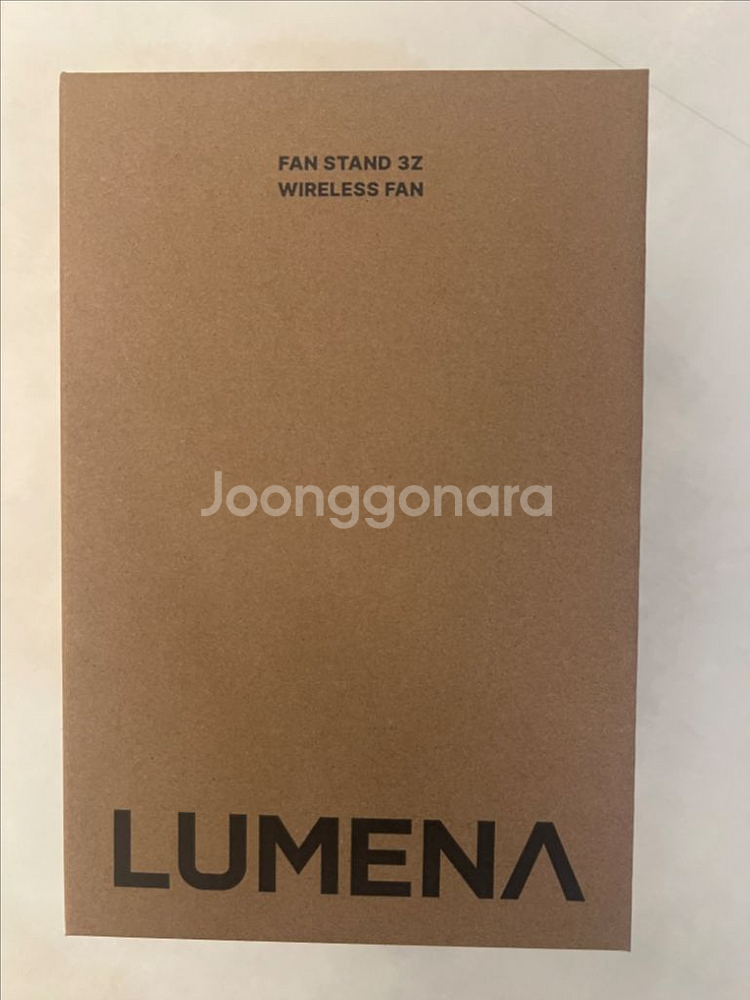 FAN STAND 3Z
WIRELESS FAN
Joonggonara
LUMENA